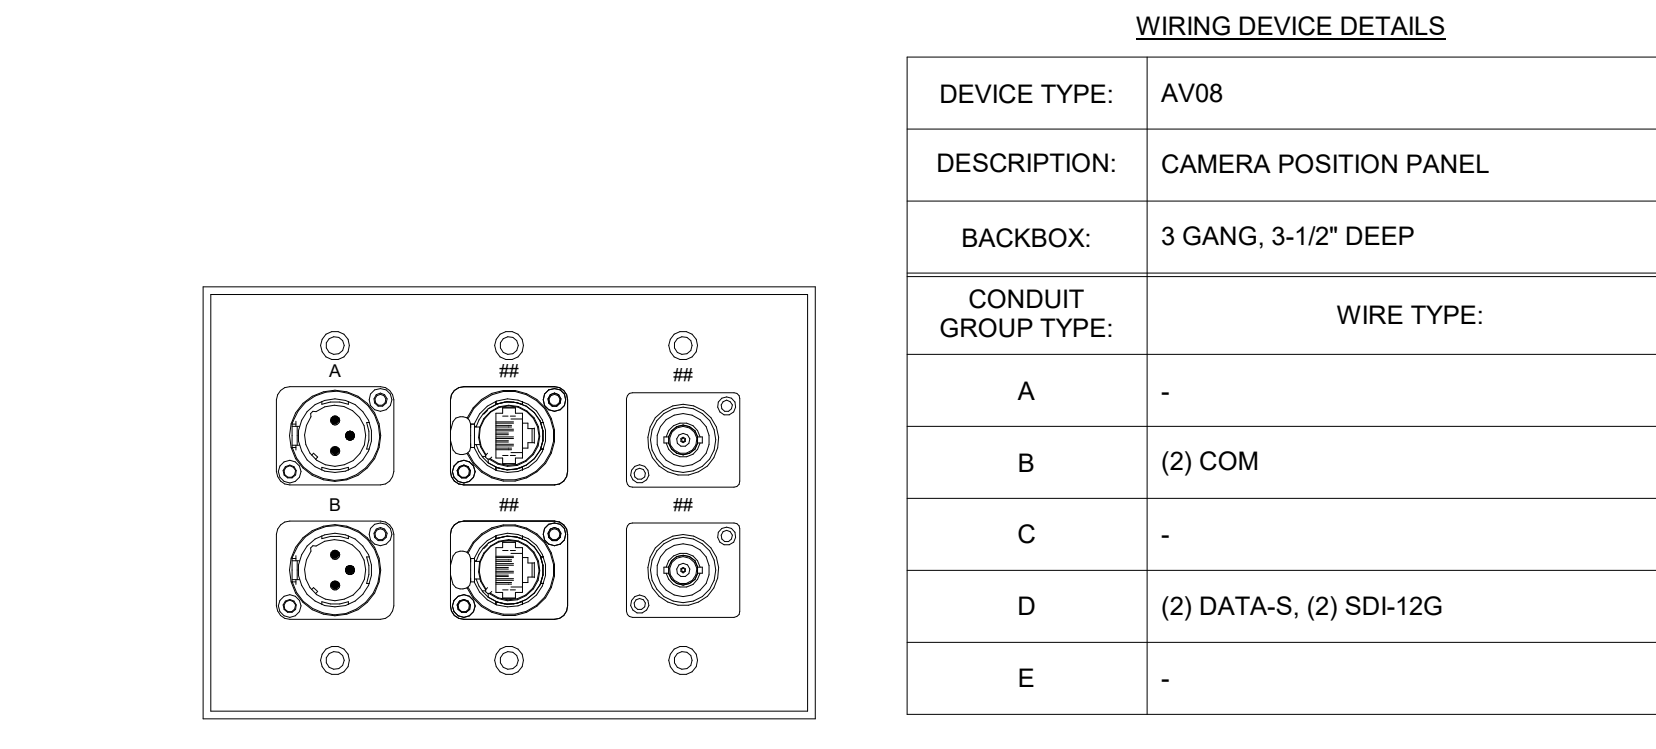 WIRING DEVICE DETAILS
DEVICE TYPE: AV08
DESCRIPTION: CAMERA POSITION PANEL
BACKBOX: 3 GANG, 3-1/2" DEEP
CONDUIT
GROUP TYPE: WIRE TYPE:
A -
B (2) COM
C -
D (2) DATA-S, (2) SDI-12G
E -
A ## ##
B ## ##